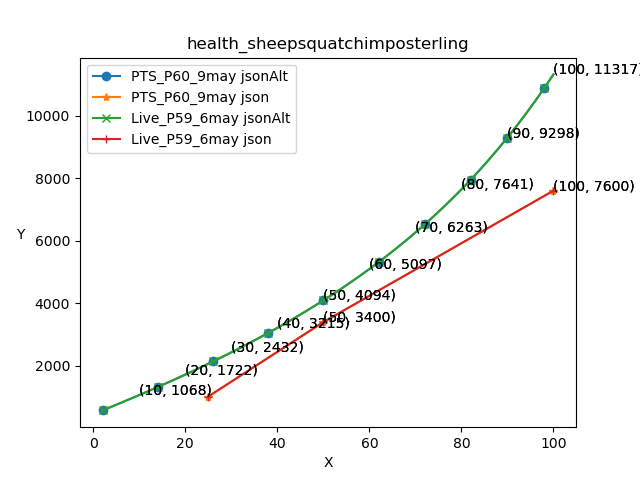 health_sheepsquatchimposterling
PTS_P60_9may jsonAlt
PTS_P60_9may json
Live_P59_6may jsonAlt
Live_P59_6may json
(100, 11317)
(90, 9298)
(80, 7641)
(100, 7600)
(70, 6263)
(60, 5097)
(50, 4094)
(50, 3400)
(40, 3215)
(30, 2432)
(20, 1722)
(10, 1068)
10000
8000
6000
4000
2000
Y
0 20 40 60 80 100
X